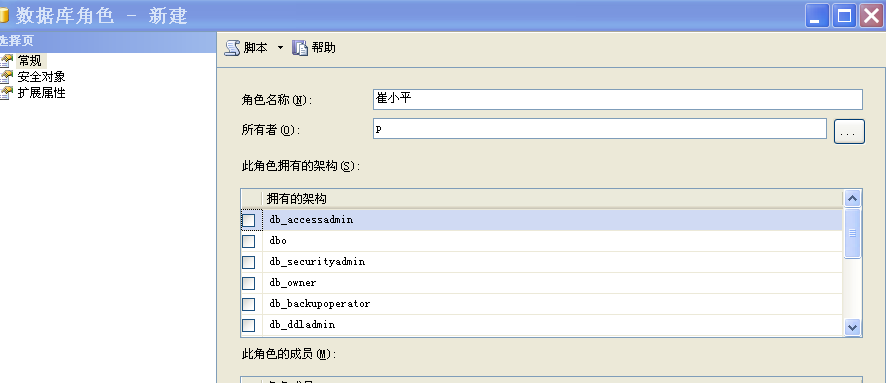 数据库角色 - 新建
选择页
常规
安全对象
扩展属性
脚本 帮助
角色名称(N): 崔小平
所有者(O): p ...
此角色拥有的架构(S):
拥有的架构
db_accessadmin
dbo
db_securityadmin
db_owner
db_backupoperator
db_ddladmin
此角色的成员(M):